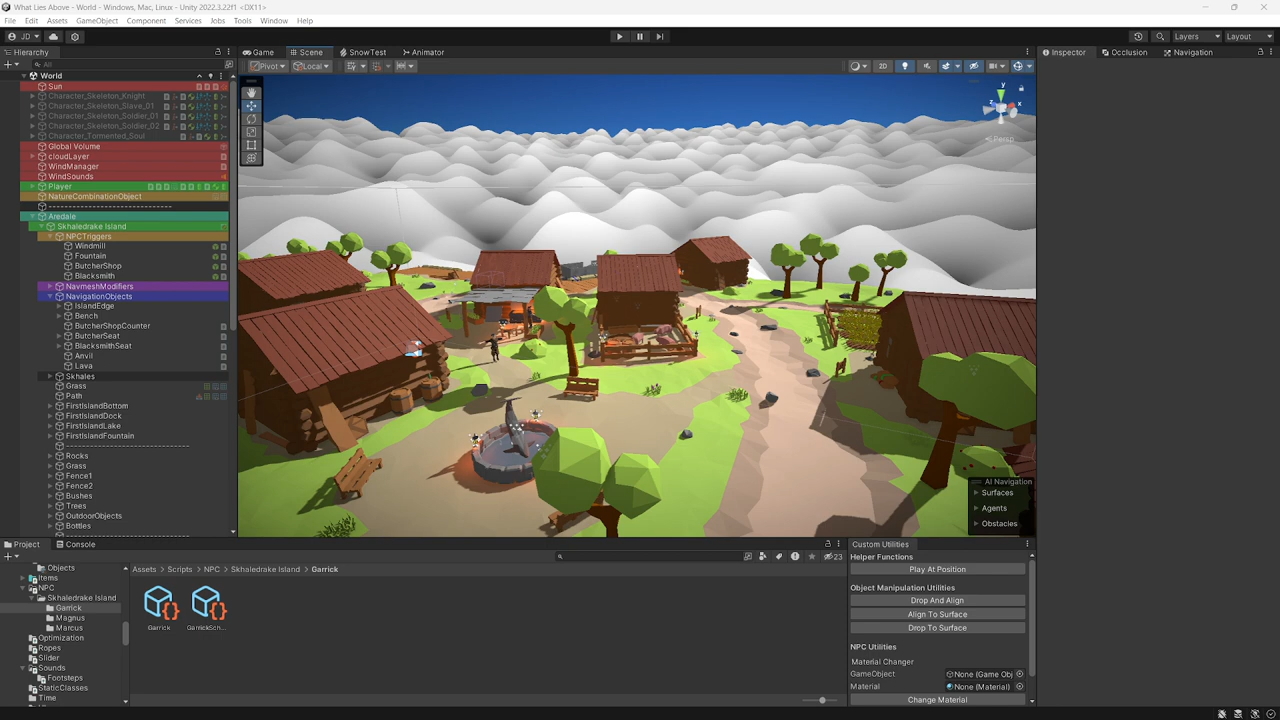 What Lies Above - World - Windows, Mac, Linux - Unity 2022.3.22f1 <DX11>
File Edit Assets GameObject Component Services Jobs Tools Window Help
JD Layers Layout
Hierarchy
All
World
Sun
Character_Skeleton_Knight
Character_Skeleton_Slave_01
Character_Skeleton_Soldier_01
Character_Skeleton_Soldier_02
Character_Tormented_Soul
Global Volume
cloudLayer
WindManager
WindSounds
Player
NatureCombinationObject
-------------------------------
Aredale
Skhaledrake Island
NPCTriggers
Windmill
Fountain
ButcherShop
Blacksmith
NavmeshModifiers
NavigationObjects
IslandEdge
Bench
ButcherShopCounter
ButcherSeat
BlacksmithSeat
Anvil
Lava
Skhales
Grass
Path
FirstIslandBottom
FirstIslandDock
FirstIslandLake
FirstIslandFountain
-------------------------------
Rocks
Grass
Fence1
Fence2
Bushes
Trees
OutdoorObjects
Bottles
Game Scene SnowTest Animator
Pivot Local 2D
y
z x
Persp
AI Navigation
Surfaces
Agents
Obstacles
Inspector Occlusion Navigation
Project Console
23
Objects
Items
NPC
Skhaledrake Island
Garrick
Magnus
Marcus
Optimization
Ropes
Slider
Sounds
Footsteps
StaticClasses
Time
Assets > Scripts > NPC > Skhaledrake Island > Garrick
Garrick GarrickSch...
Custom Utilities
Helper Functions
Play At Position
Object Manipulation Utilities
Drop And Align
Align To Surface
Drop To Surface
NPC Utilities
Material Changer
GameObject None (Game Obj
Material None (Material)
Change Material